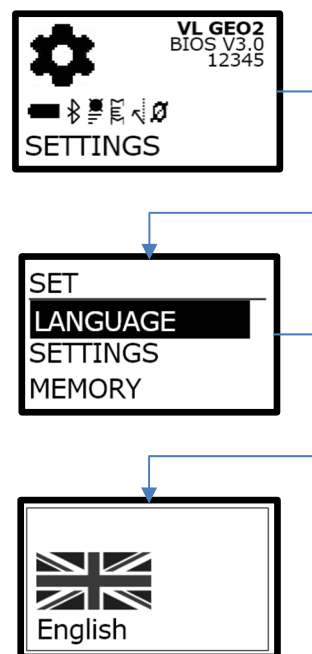 VL GEO2
BIOS V3.0
12345
SETTINGS
SET
LANGUAGE
SETTINGS
MEMORY
English